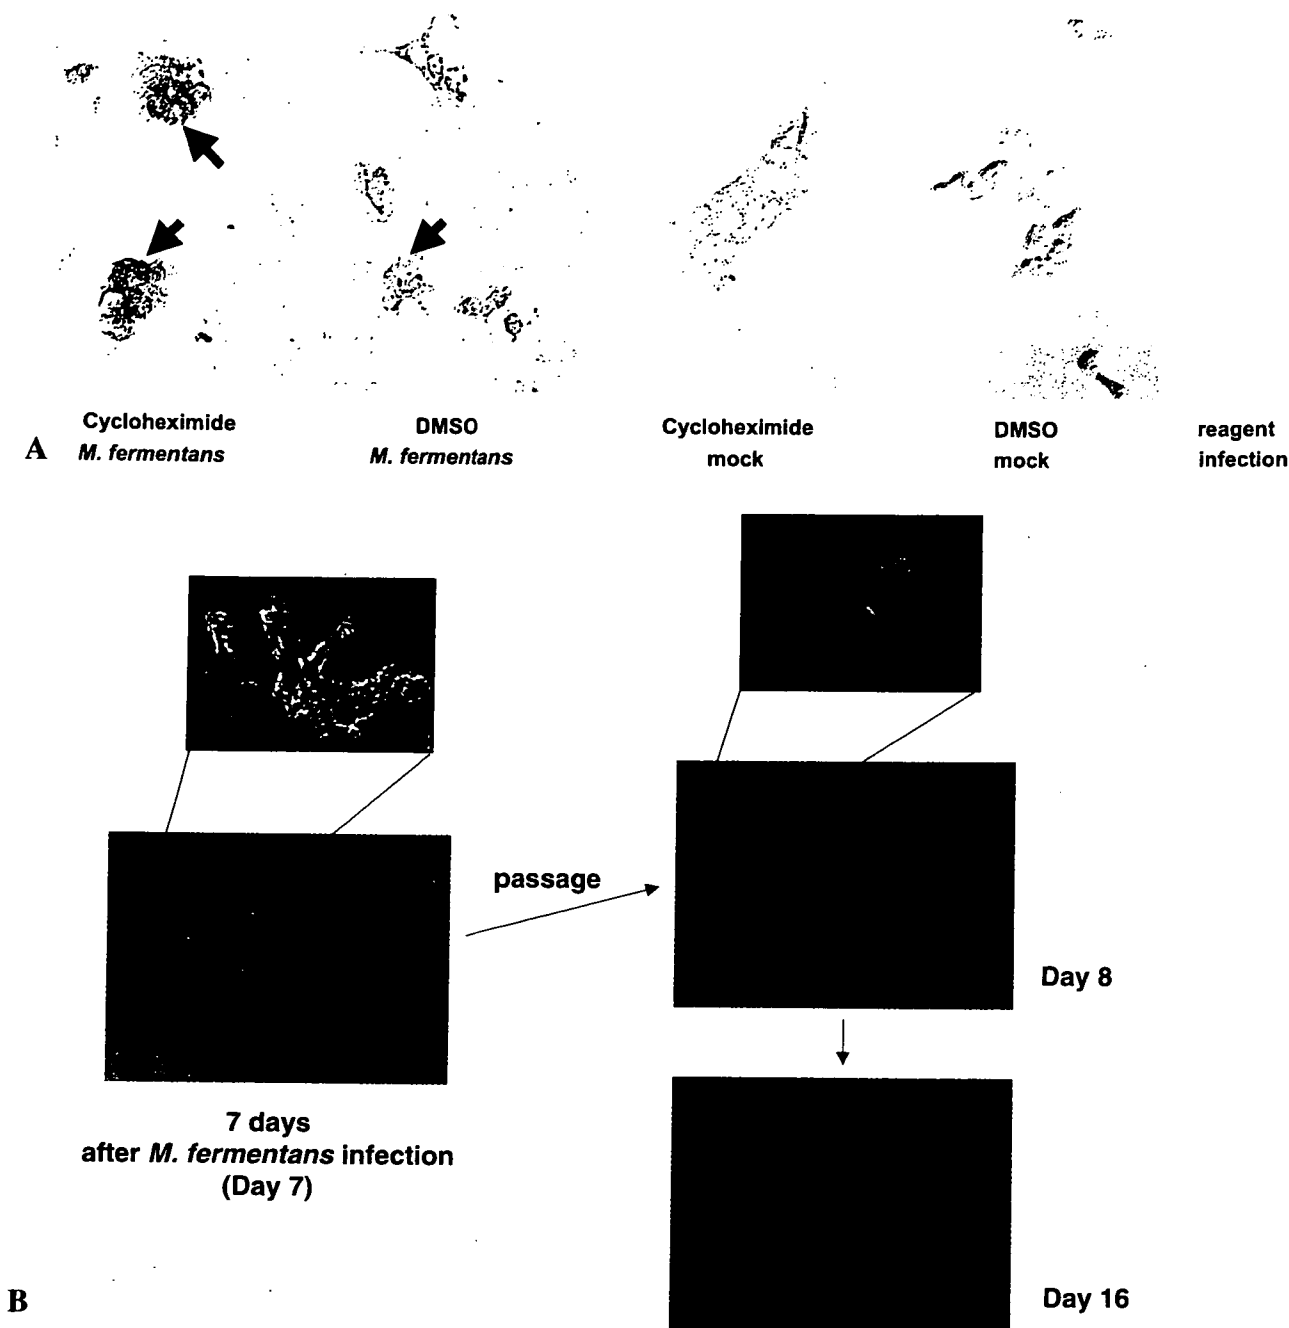 Cycloheximide
M. fermentans
DMSO
M. fermentans
Cycloheximide
mock
DMSO
mock
reagent
infection
A
passage
Day 8
7 days
after M. fermentans infection
(Day 7)
Day 16
B